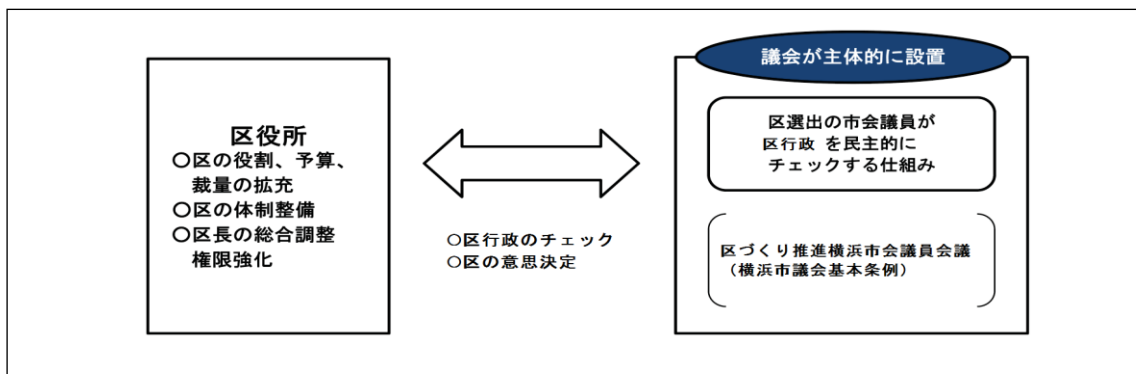 区役所
〇区の役割、予算、
裁量の拡充
〇区の体制整備
〇区長の総合調整
権限強化
〇区行政のチェック
〇区の意思決定
議会が主体的に設置
区選出の市会議員が
区行政 を民主的に
チェックする仕組み
区づくり推進横浜市会議員会議
（横浜市議会基本条例）